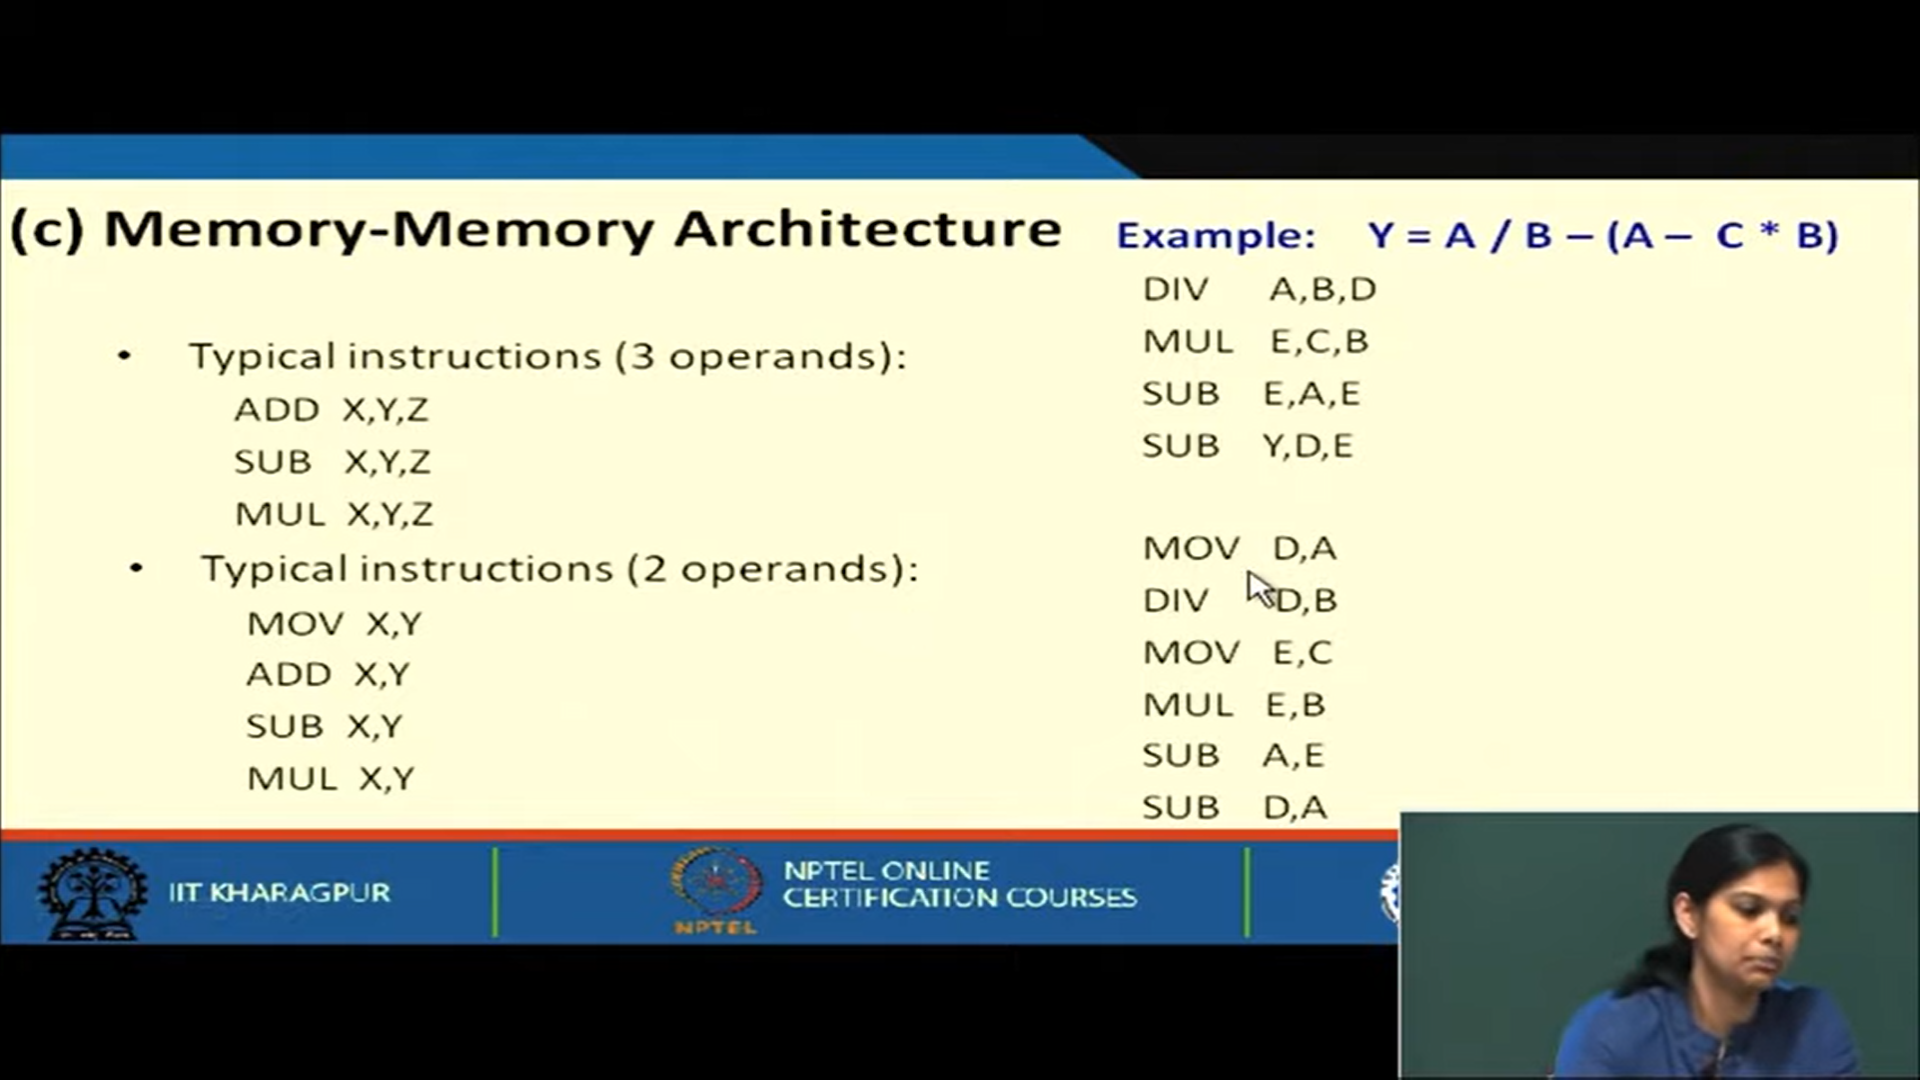 (c) Memory-Memory Architecture
• Typical instructions (3 operands):
ADD X,Y,Z
SUB X,Y,Z
MUL X,Y,Z
• Typical instructions (2 operands):
MOV X,Y
ADD X,Y
SUB X,Y
MUL X,Y
Example: Y = A / B – (A – C * B)
DIV A,B,D
MUL E,C,B
SUB E,A,E
SUB Y,D,E
MOV D,A
DIV D,B
MOV E,C
MUL E,B
SUB A,E
SUB D,A
IIT KHARAGPUR
NPTEL
NPTEL ONLINE
CERTIFICATION COURSES